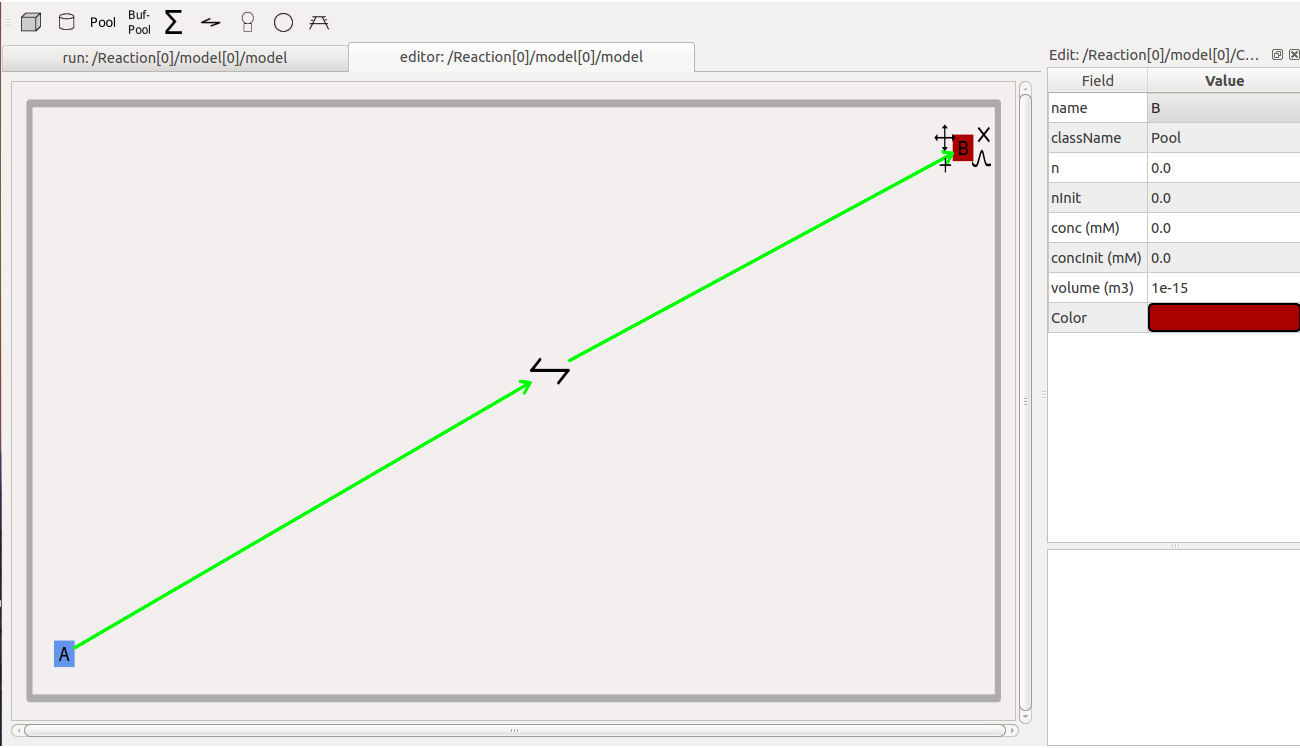 Pool
Buf-
Pool
Σ
run: /Reaction[0]/model[0]/model
editor: /Reaction[0]/model[0]/model
B
A
Edit: /Reaction[0]/model[0]/C...
Field Value
name B
className Pool
n 0.0
nInit 0.0
conc (mM) 0.0
concInit (mM) 0.0
volume (m3) 1e-15
Color